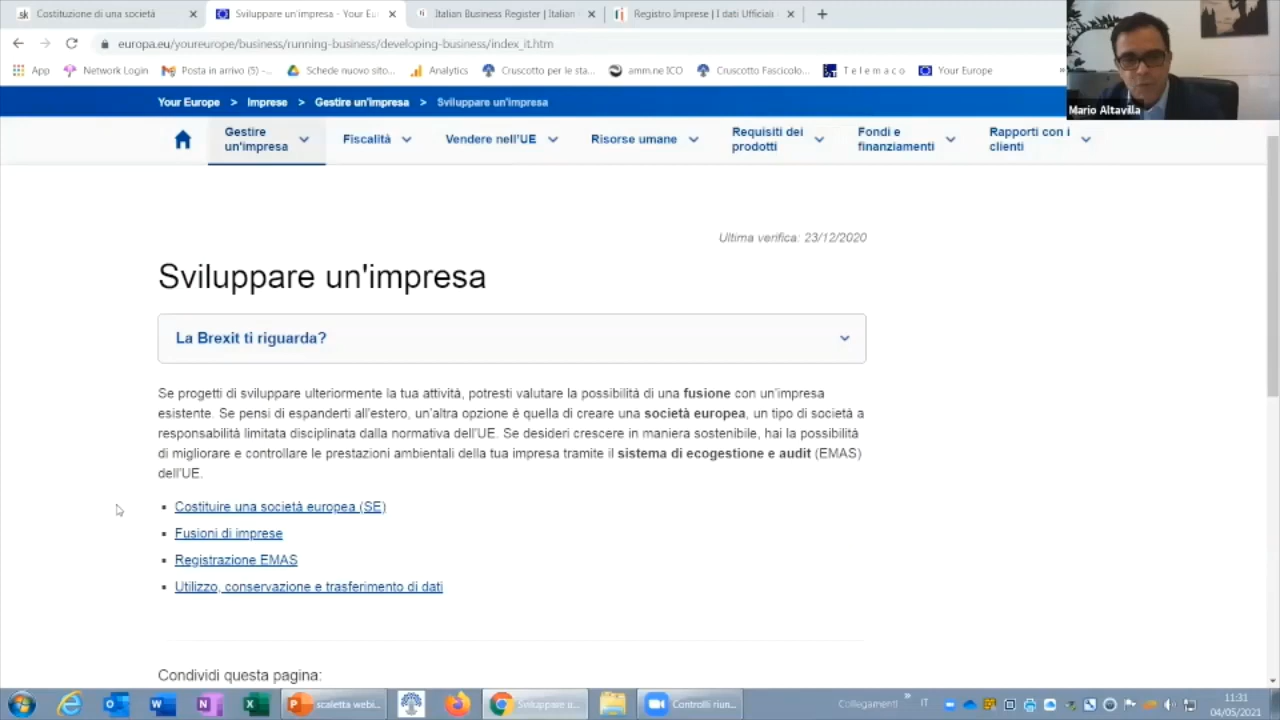 Costituzione di una società
Sviluppare un'impresa - Your Eu
Italian Business Register | Italian
Registro Imprese | I dati Ufficiali
europa.eu/youreurope/business/running-business/developing-business/index_it.htm
App
Network Login
Posta in arrivo (5) -...
Schede nuovo sito...
Analytics
Cruscotto per le sta...
amm.ne ICO
Cruscotto Fascicolo...
T e l e m a c o
Your Europe
Mario Altavilla
Your Europe > Imprese > Gestire un'impresa > Sviluppare un'impresa
Gestire
un'impresa
Fiscalità
Vendere nell'UE
Risorse umane
Requisiti dei
prodotti
Fondi e
finanziamenti
Rapporti con i
clienti
Ultima verifica: 23/12/2020
Sviluppare un'impresa
La Brexit ti riguarda?
Se progetti di sviluppare ulteriormente la tua attività, potresti valutare la possibilità di una fusione con un'impresa
esistente. Se pensi di espanderti all'estero, un'altra opzione è quella di creare una società europea, un tipo di società a
responsabilità limitata disciplinata dalla normativa dell'UE. Se desideri crescere in maniera sostenibile, hai la possibilità
di migliorare e controllare le prestazioni ambientali della tua impresa tramite il sistema di ecogestione e audit (EMAS)
dell'UE.
Costituire una società europea (SE)
Fusioni di imprese
Registrazione EMAS
Utilizzo, conservazione e trasferimento di dati
Condividi questa pagina:
scaletta webi...
Sviluppare u...
Controlli riun...
Collegamenti
IT
11:31
04/05/2021